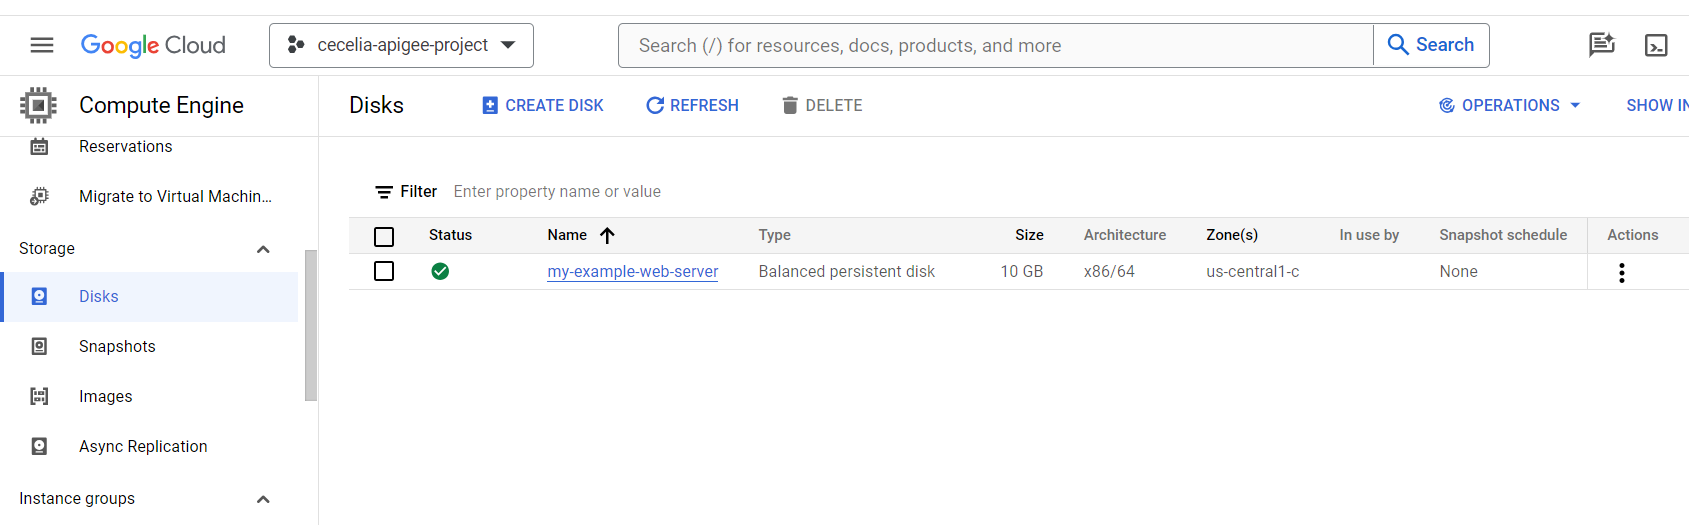 Google Cloud
cecelia-apigee-project
Search (/) for resources, docs, products, and more
Search
Compute Engine
Disks
CREATE DISK
REFRESH
DELETE
OPERATIONS
SHOW IN
Reservations
Migrate to Virtual Machin...
Storage
Disks
Snapshots
Images
Async Replication
Instance groups
Filter Enter property name or value
Status Name Type Size Architecture Zone(s) In use by Snapshot schedule Actions
my-example-web-server Balanced persistent disk 10 GB x86/64 us-central1-c None